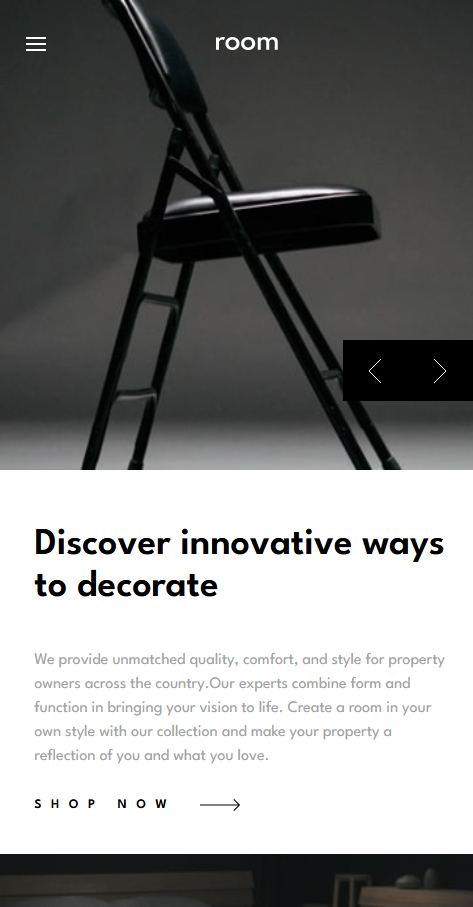 room
Discover innovative ways
to decorate
We provide unmatched quality, comfort, and style for property
owners across the country.Our experts combine form and
function in bringing your vision to life. Create a room in your
own style with our collection and make your property a
reflection of you and what you love.
SHOP NOW